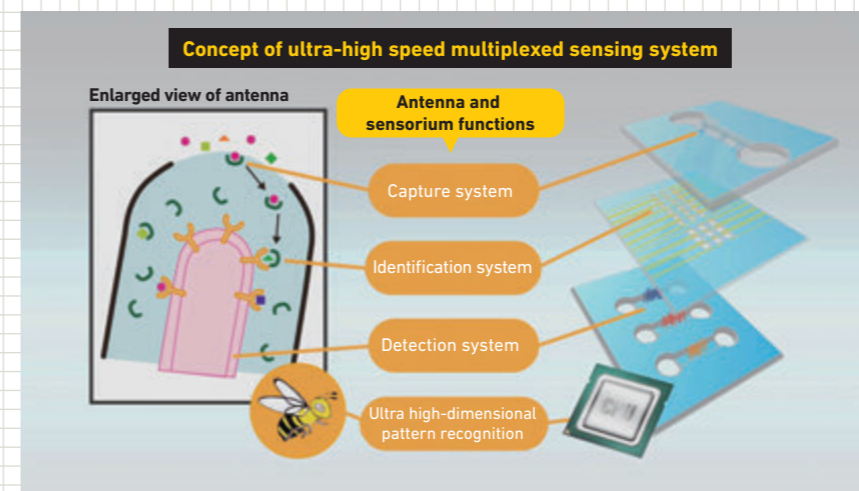 Concept of ultra-high speed multiplexed sensing system
Enlarged view of antenna
Antenna and
sensorium functions
Capture system
Identification system
Detection system
Ultra high-dimensional
pattern recognition